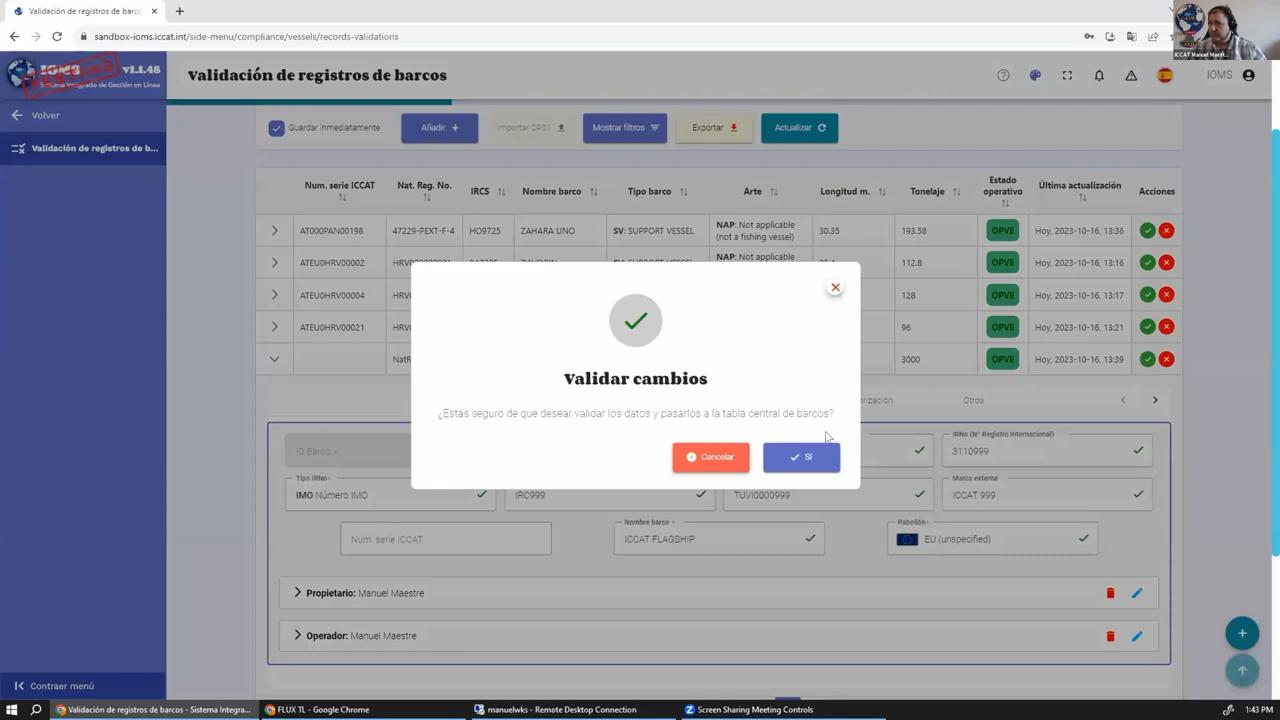 Validación de registros de barco
sandbox-ioms.iccat.int/side-menu/compliance/vessels/records-validations
ICCAT Manuel Maest...
IOMS v1.1.48
TESTING
Sistema Integrado de Gestión en Línea
Validación de registros de barcos
IOMS
Volver
Validación de registros de b...
Guardar inmediatamente
Añadir +
Importar CP01
Mostrar filtros
Exportar
Actualizar
Num. serie ICCAT
Nat. Reg. No.
IRCS
Nombre barco
Tipo barco
Arte
Longitud m.
Tonelaje
Estado operativo
Última actualización
Acciones
AT000PAN00198 47229-PEXT-F-4 HO9725 ZAHARA UNO SV: SUPPORT VESSEL NAP: Not applicable (not a fishing vessel) 30.35 193.58 OPVE Hoy, 2023-10-16, 13:36
ATEU0HRV00002 NAP: Not applicable 112.8 OPVE Hoy, 2023-10-16, 13:16
ATEU0HRV00004 HRV 128 OPVE Hoy, 2023-10-16, 13:17
ATEU0HRV00021 HRV 96 OPVE Hoy, 2023-10-16, 13:21
NatR 3000 OPVE Hoy, 2023-10-16, 13:39
Validar cambios
¿Estás seguro de que desear validar los datos y pasarlos a la tabla central de barcos?
Cancelar
Sí
Otros
ID Barco *
IRNo (Nº Registro Internacional)
3110999
Tipo IRNo*
IMO Número IMO
IRC999
TUVI0000999
Marca externa
ICCAT 999
Num. serie ICCAT
Nombre barco *
ICCAT FLAGSHIP
Pabellón*
EU (unspecified)
Propietario: Manuel Maestre
Operador: Manuel Maestre
Contraer menú
Validación de registros de barcos - Sistema Integra...
FLUX TL - Google Chrome
manuelwks - Remote Desktop Connection
Screen Sharing Meeting Controls
1:43 PM